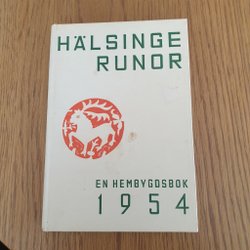 HÄLSINGE
RUNOR
EN HEMBYGDSBOK
1954